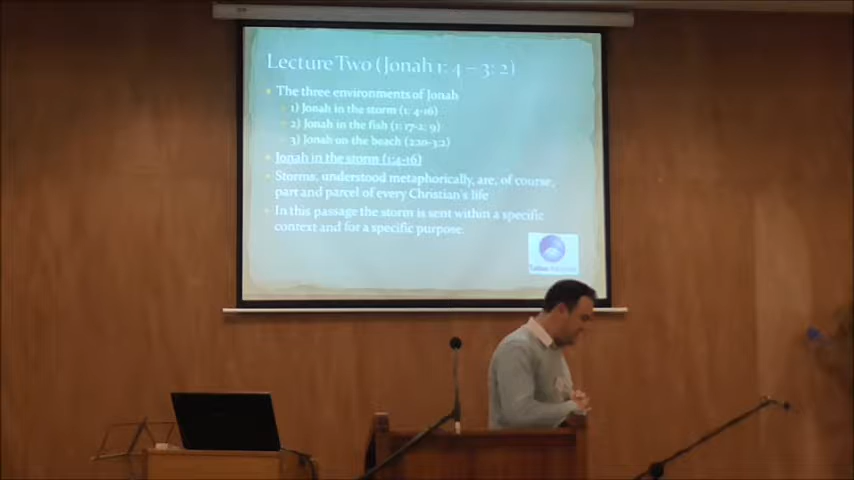 Lecture Two (Jonah 1: 4 – 3: 2)
The three environments of Jonah
1) Jonah in the storm (1: 4-16)
2) Jonah in the fish (1: 17-2: 9)
3) Jonah on the beach (2:10-3:2)
Jonah in the storm (1:4-16)
Storms, understood metaphorically, are, of course,
part and parcel of every Christian's life
In this passage the storm is sent within a specific
context and for a specific purpose.